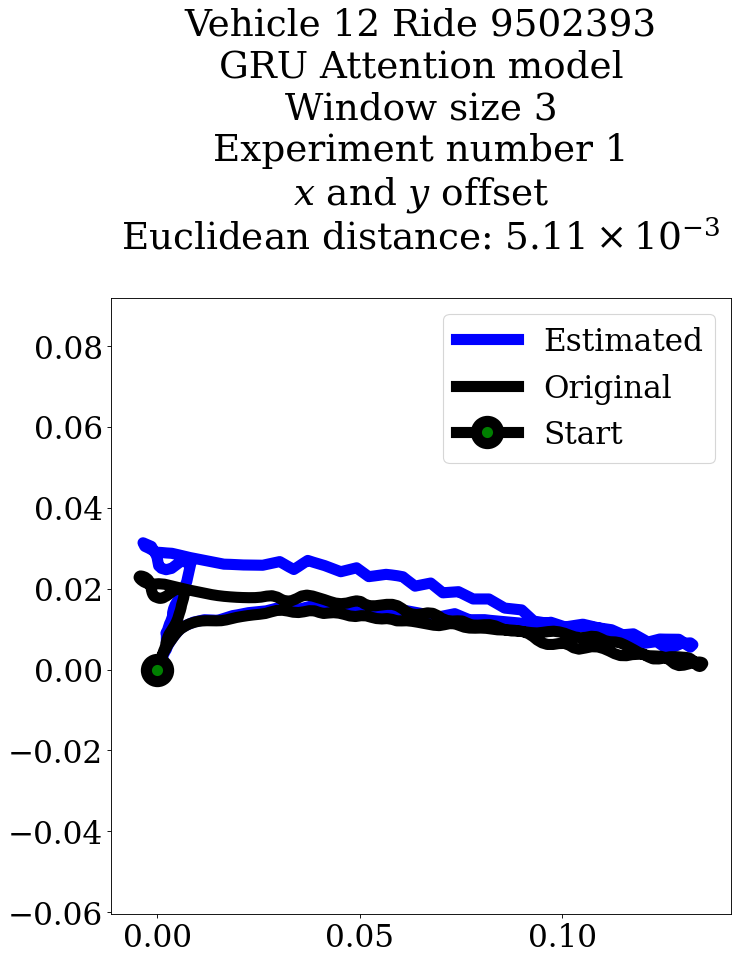 Vehicle 12 Ride 9502393
GRU Attention model
Window size 3
Experiment number 1
x and y offset
Euclidean distance: 5.11 × 10⁻³
Estimated
Original
Start
0.08
0.06
0.04
0.02
0.00
−0.02
−0.04
−0.06
0.00 0.05 0.10